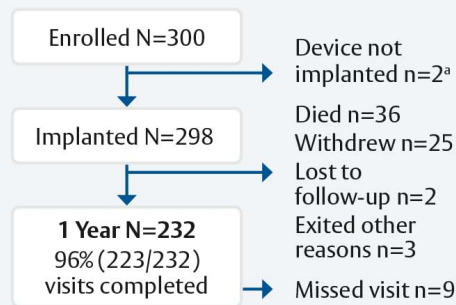 Enrolled N=300
Device not
implanted n=2ᵃ
Implanted N=298
Died n=36
Withdrew n=25
Lost to
follow-up n=2
Exited other
reasons n=3
1 Year N=232
96% (223/232)
visits completed
Missed visit n=9